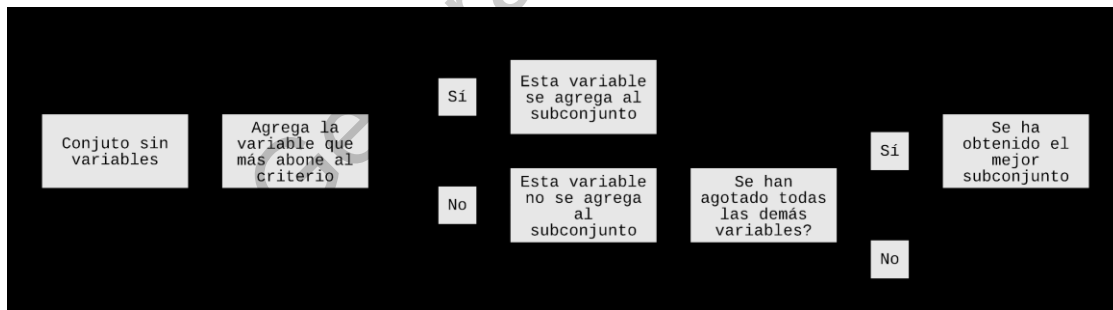 Conjuto sin
variables
Agrega la
variable que
más abone al
criterio
Sí
Esta variable
se agrega al
subconjunto
No
Esta variable
no se agrega
al
subconjunto
Se han
agotado todas
las demás
variables?
Sí
No
Se ha
obtenido el
mejor
subconjunto